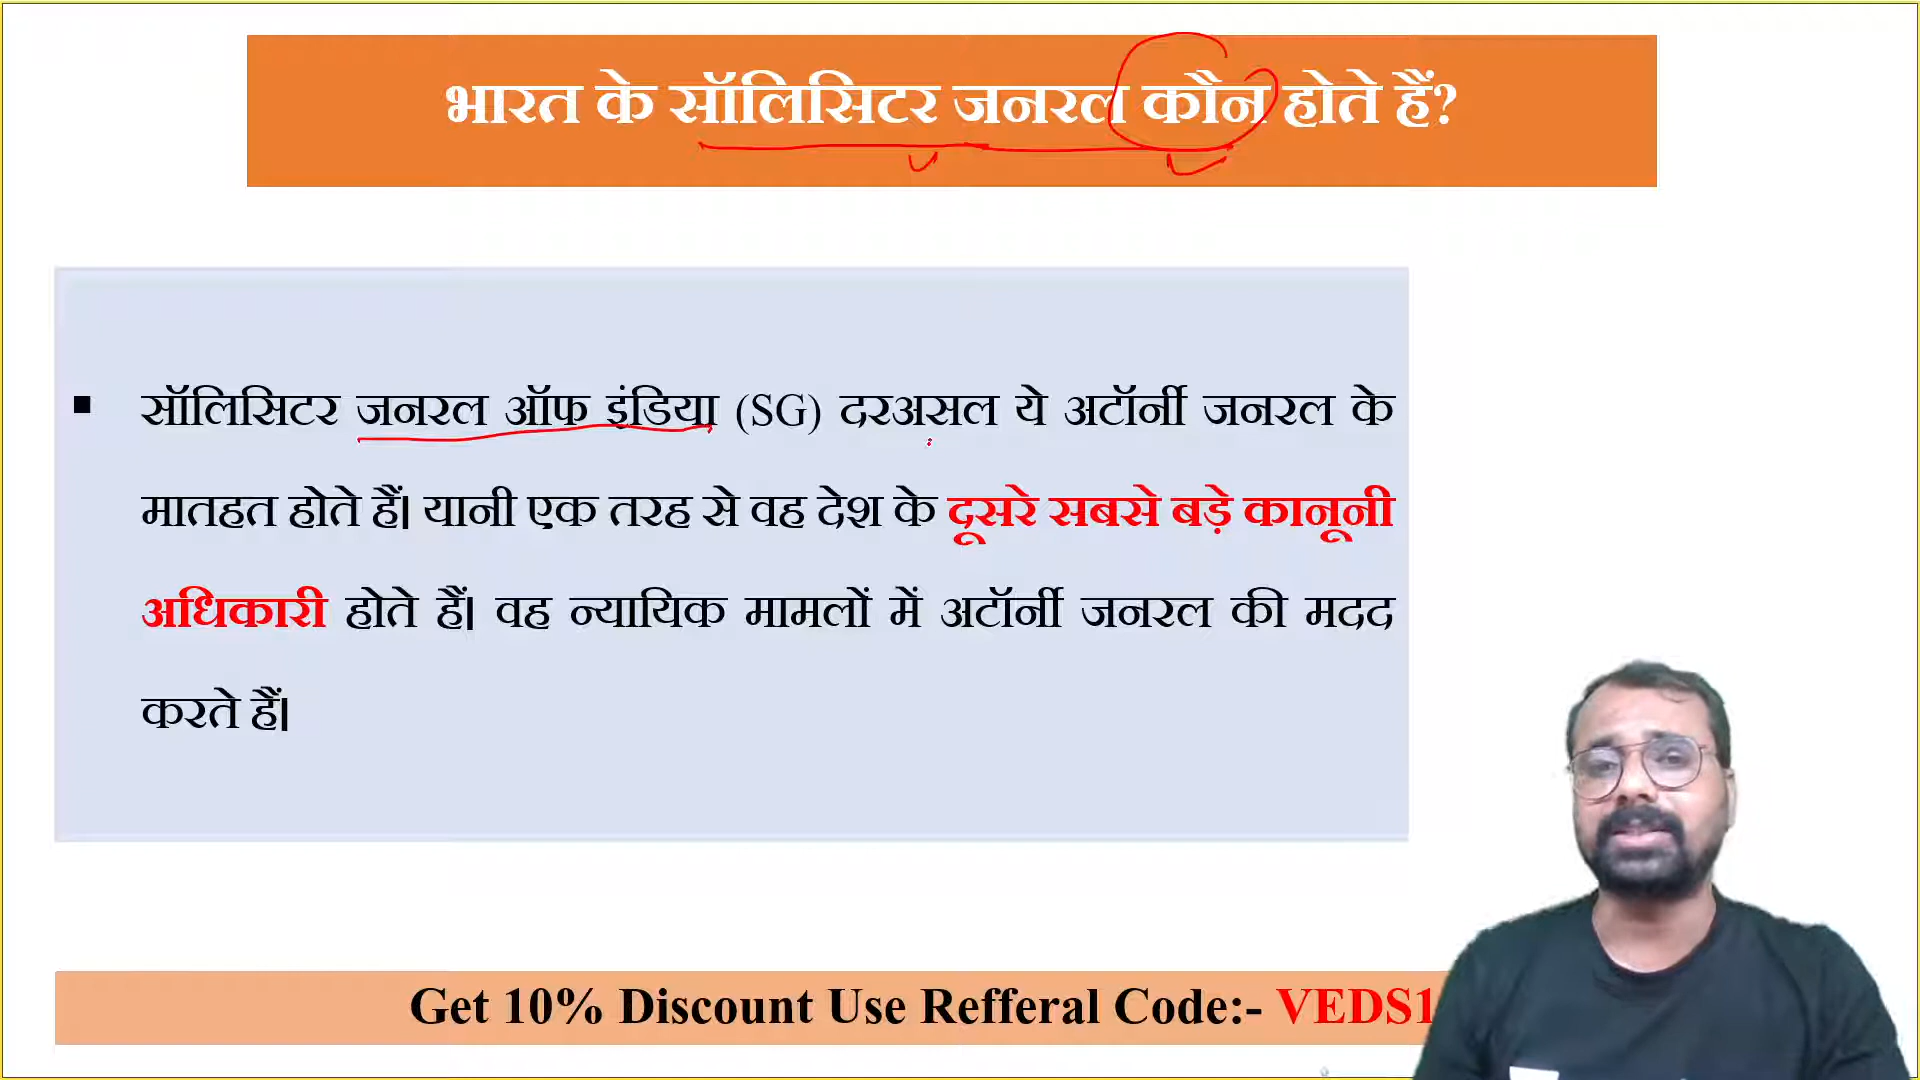 भारत के सॉलिसिटर जनरल कौन होते हैं?
▪ सॉलिसिटर जनरल ऑफ इंडिया (SG) दरअसल ये अटॉर्नी जनरल के
मातहत होते हैं। यानी एक तरह से वह देश के दूसरे सबसे बड़े कानूनी
अधिकारी होते हैं। वह न्यायिक मामलों में अटॉर्नी जनरल की मदद
करते हैं।
Get 10% Discount Use Refferal Code:- VEDS1